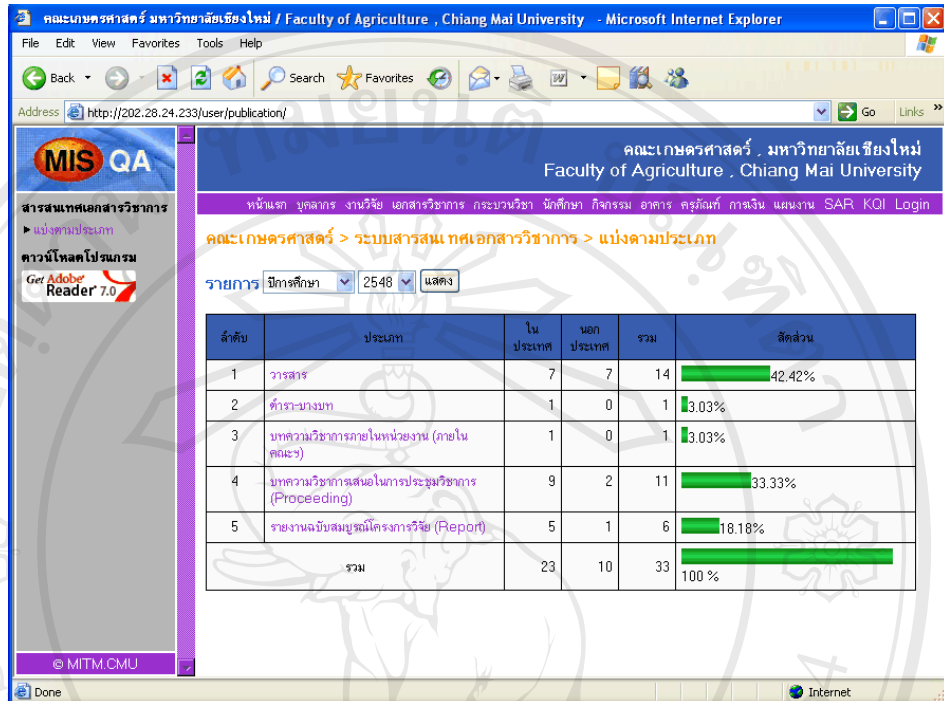 คณะเกษตรศาสตร์ มหาวิทยาลัยเชียงใหม่ / Faculty of Agriculture , Chiang Mai University - Microsoft Internet Explorer
File Edit View Favorites Tools Help
Back Search Favorites
Address http://202.28.24.233/user/publication/ Go Links »
MIS QA
คณะเกษตรศาสตร์ , มหาวิทยาลัยเชียงใหม่
Faculty of Agriculture , Chiang Mai University
หน้าแรก บุคลากร งานวิจัย เอกสารวิชาการ กระบวนวิชา นักศึกษา กิจกรรม อาคาร ครุภัณฑ์ การเงิน แผนงาน SAR KQI Login
สารสนเทศเอกสารวิชาการ
แบ่งตามประเภท
ดาวน์โหลดโปรแกรม
Get Adobe Reader 7.0
คณะเกษตรศาสตร์ > ระบบสารสนเทศเอกสารวิชาการ > แบ่งตามประเภท
รายการ ปีการศึกษา 2548 แสดง
ลำดับ ประเภท ในประเทศ นอกประเทศ รวม สัดส่วน
1 วารสาร 7 7 14 42.42%
2 ตำรา-บางบท 1 0 1 3.03%
3 บทความวิชาการภายในหน่วยงาน (ภายใน 1 0 1 3.03%
คณะฯ)
4 บทความวิชาการเสนอในการประชุมวิชาการ 9 2 11 33.33%
(Proceeding)
5 รายงานฉบับสมบูรณ์โครงการวิจัย (Report) 5 1 6 18.18%
รวม 23 10 33 100 %
© MITM.CMU
Done Internet